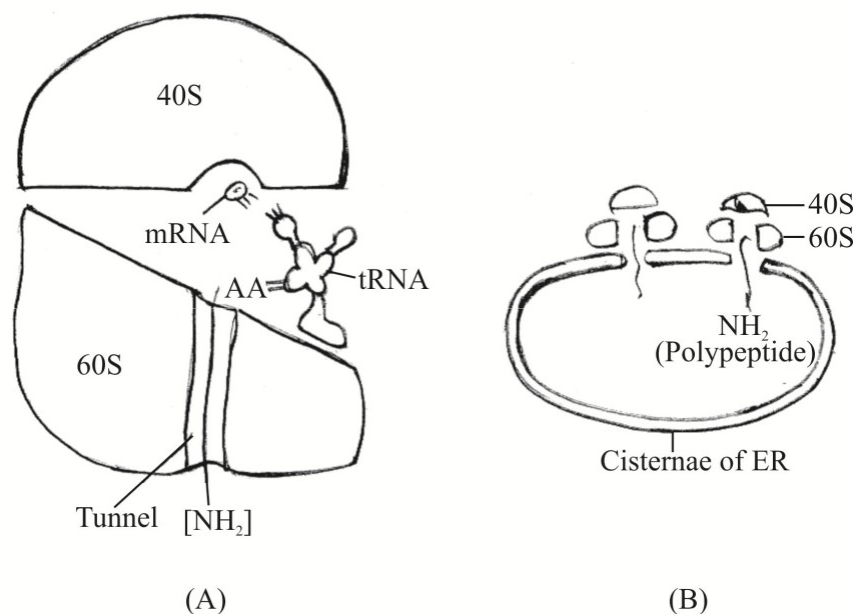 40S
mRNA
AA
tRNA
60S
Tunnel
[NH₂]
(A)
40S
60S
NH₂
(Polypeptide)
Cisternae of ER
(B)